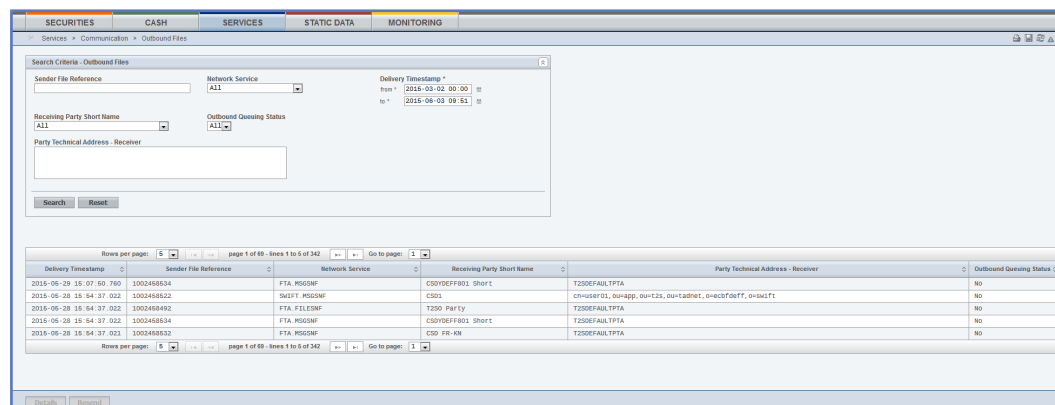 SECURITIES CASH SERVICES STATIC DATA MONITORING
Services > Communication > Outbound Files
Search Criteria - Outbound Files
Sender File Reference Network Service Delivery Timestamp *
All from * 2015-03-02 00:00
to * 2015-06-03 09:51
Receiving Party Short Name Outbound Queuing Status
All All
Party Technical Address - Receiver
Search Reset
Rows per page: 5 page 1 of 69 - lines 1 to 5 of 342 Go to page: 1
Delivery Timestamp Sender File Reference Network Service Receiving Party Short Name Party Technical Address - Receiver Outbound Queuing Status
2015-05-29 15:07:50.760 1002458534 FTA.MSGSNF CSDYDEFF801 Short T2SDEFAULTPTA No
2015-05-28 15:54:37.022 1002458522 SWIFT.MSGSNF CSD1 cn=user01,ou=app,ou=t2s,ou=tadnet,o=ecbfdeff,o=swift No
2015-05-28 15:54:37.022 1002458492 FTA.FILESNF T2SO Party T2SDEFAULTPTA No
2015-05-28 15:54:37.022 1002458534 FTA.MSGSNF CSDYDEFF801 Short T2SDEFAULTPTA No
2015-05-28 15:54:37.021 1002458532 FTA.MSGSNF CSD FR-KN T2SDEFAULTPTA No
Rows per page: 5 page 1 of 69 - lines 1 to 5 of 342 Go to page: 1
Details Resend